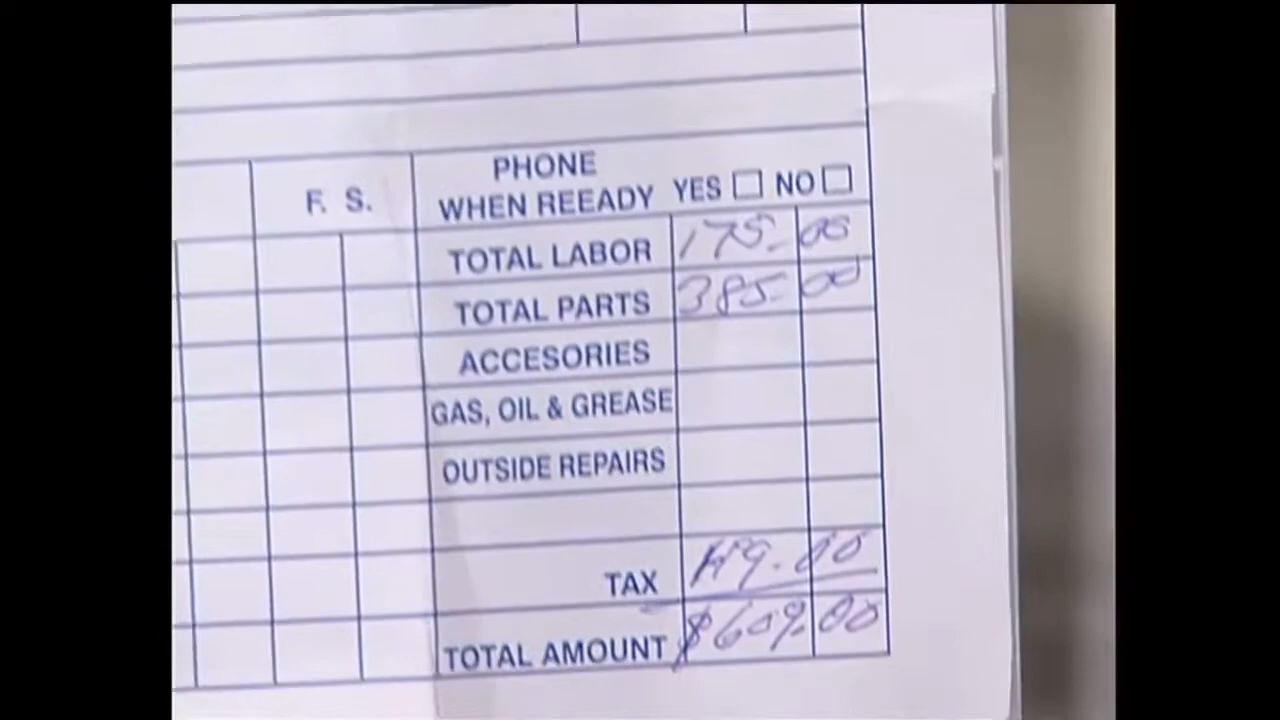 F. S.
PHONE
WHEN REEADY YES NO
TOTAL LABOR 175.00
TOTAL PARTS 385.00
ACCESORIES
GAS, OIL & GREASE
OUTSIDE REPAIRS
TAX 49.00
TOTAL AMOUNT $609.00